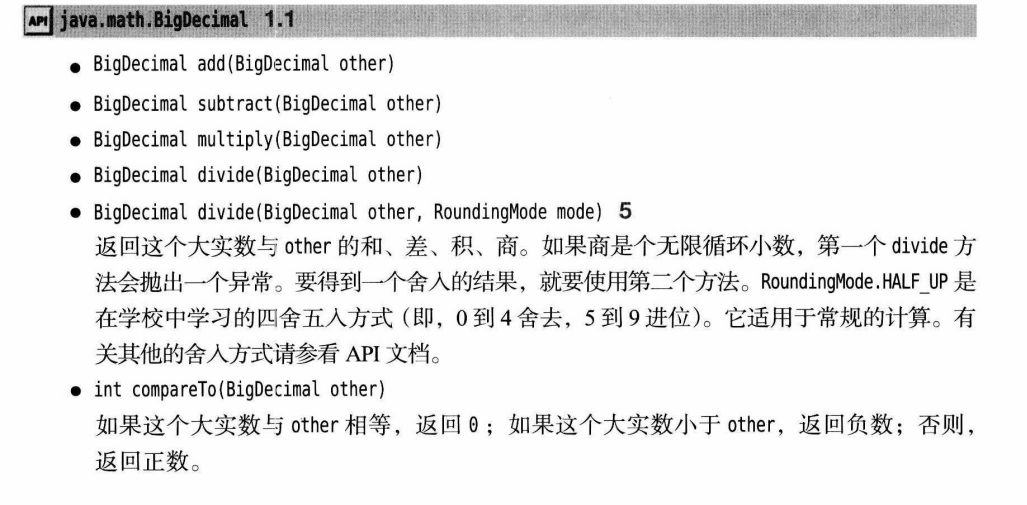 API java.math.BigDecimal 1.1
● BigDecimal add(BigDecimal other)
● BigDecimal subtract(BigDecimal other)
● BigDecimal multiply(BigDecimal other)
● BigDecimal divide(BigDecimal other)
● BigDecimal divide(BigDecimal other, RoundingMode mode) 5
返回这个大实数与 other 的和、差、积、商。如果商是个无限循环小数，第一个 divide 方
法会抛出一个异常。要得到一个舍入的结果，就要使用第二个方法。RoundingMode.HALF_UP 是
在学校中学习的四舍五入方式（即，0 到 4 舍去，5 到 9 进位）。它适用于常规的计算。有
关其他的舍入方式请参看 API 文档。
● int compareTo(BigDecimal other)
如果这个大实数与 other 相等，返回 0；如果这个大实数小于 other，返回负数；否则，
返回正数。